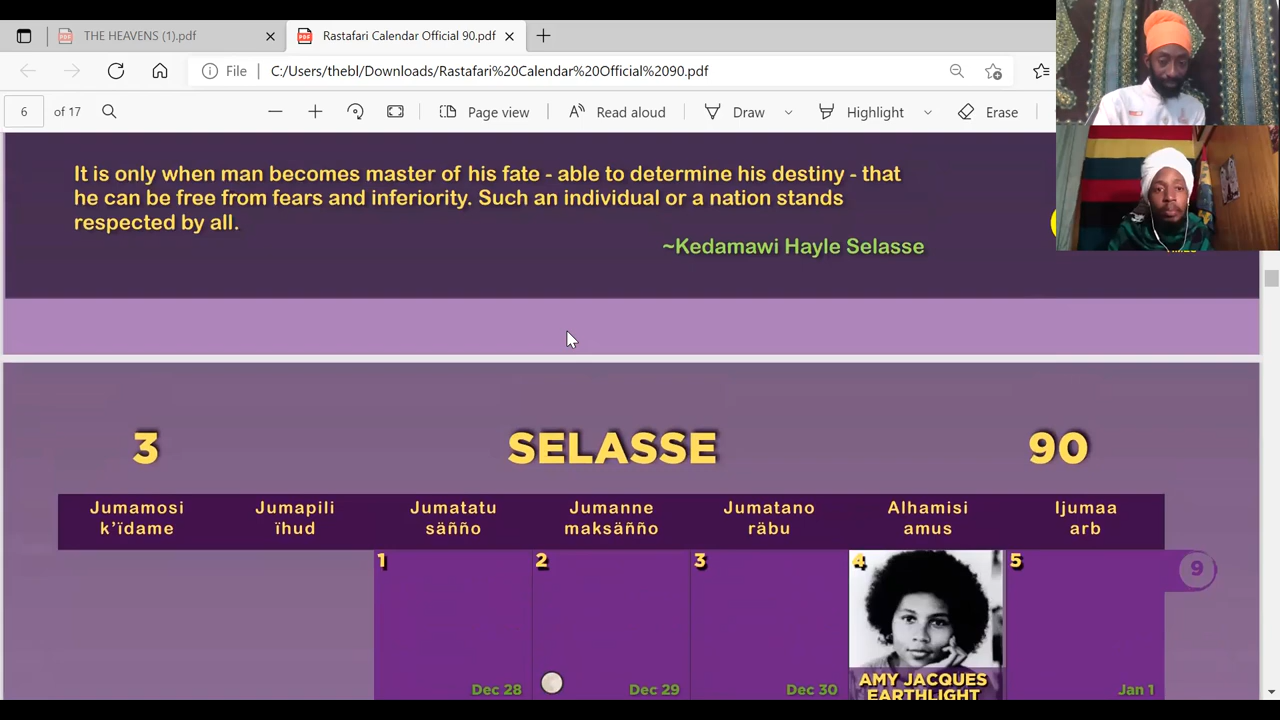 THE HEAVENS (1).pdf
Rastafari Calendar Official 90.pdf
File
C:/Users/thebl/Downloads/Rastafari%20Calendar%20Official%2090.pdf
6 of 17
Page view
Read aloud
Draw
Highlight
Erase
It is only when man becomes master of his fate - able to determine his destiny - that
he can be free from fears and inferiority. Such an individual or a nation stands
respected by all.
~Kedamawi Hayle Selasse
3 SELASSE 90
Jumamosi Jumapili Jumatatu Jumanne Jumatano Alhamisi Ijumaa
k'ïdame ïhud säñño maksäñño räbu amus arb
1 2 3 4 5 9
AMY JACQUES
EARTHLIGHT
Dec 28 Dec 29 Dec 30 Jan 1